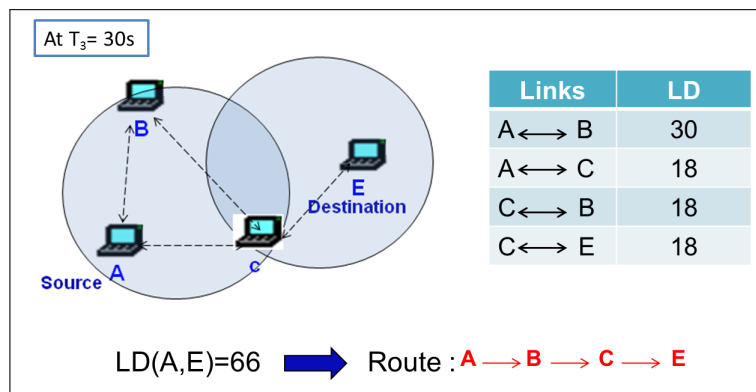 At T3= 30s
B
E
Destination
A
Source
c
Links LD
A ⟷ B 30
A ⟷ C 18
C ⟷ B 18
C ⟷ E 18
LD(A,E)=66 Route : A → B → C → E